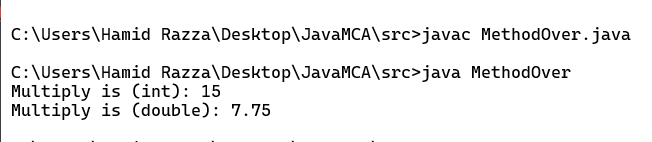 C:\Users\Hamid Razza\Desktop\JavaMCA\src>javac MethodOver.java
C:\Users\Hamid Razza\Desktop\JavaMCA\src>java MethodOver
Multiply is (int): 15
Multiply is (double): 7.75